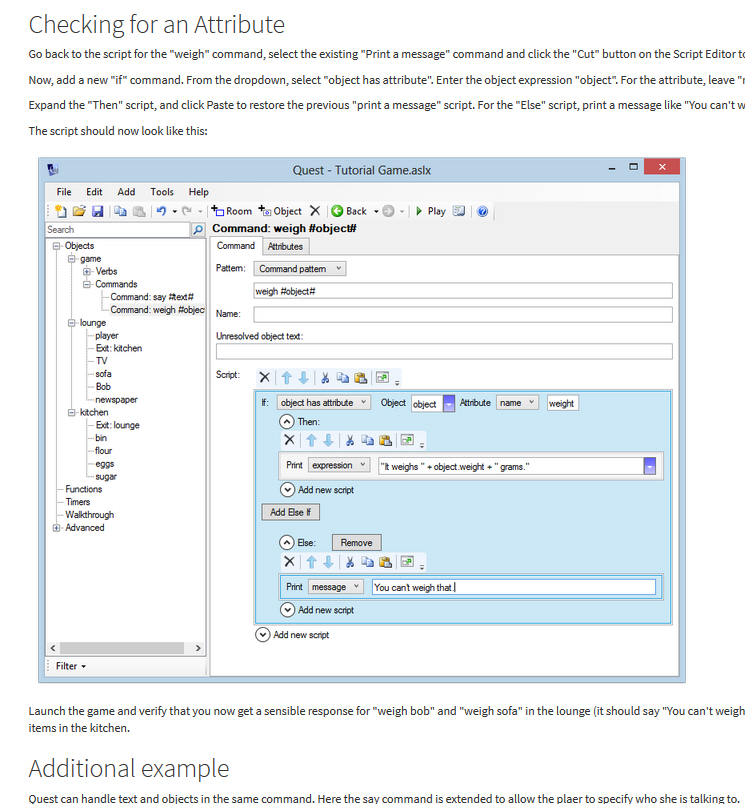 Checking for an Attribute
Go back to the script for the "weigh" command, select the existing "Print a message" command and click the "Cut" button on the Script Editor to
Now, add a new "if" command. From the dropdown, select "object has attribute". Enter the object expression "object". For the attribute, leave "
Expand the "Then" script, and click Paste to restore the previous "print a message" script. For the "Else" script, print a message like "You can't w
The script should now look like this:
Quest - Tutorial Game.aslx
File Edit Add Tools Help
Room Object Back Play
Search
Command: weigh #object#
Objects
game
Verbs
Commands
Command: say #text#
Command: weigh #objec
lounge
player
Exit: kitchen
TV
sofa
Bob
newspaper
kitchen
Exit: lounge
bin
flour
eggs
sugar
Functions
Timers
Walkthrough
Advanced
Filter
Command Attributes
Pattern: Command pattern
weigh #object#
Name:
Unresolved object text:
Script:
If: object has attribute Object object Attribute name weight
Then:
Print expression "It weighs " + object.weight + " grams."
Add new script
Add Else If
Else: Remove
Print message You can't weigh that.
Add new script
Add new script
Launch the game and verify that you now get a sensible response for "weigh bob" and "weigh sofa" in the lounge (it should say "You can't weigh
items in the kitchen.
Additional example
Quest can handle text and objects in the same command. Here the say command is extended to allow the plaer to specify who she is talking to.